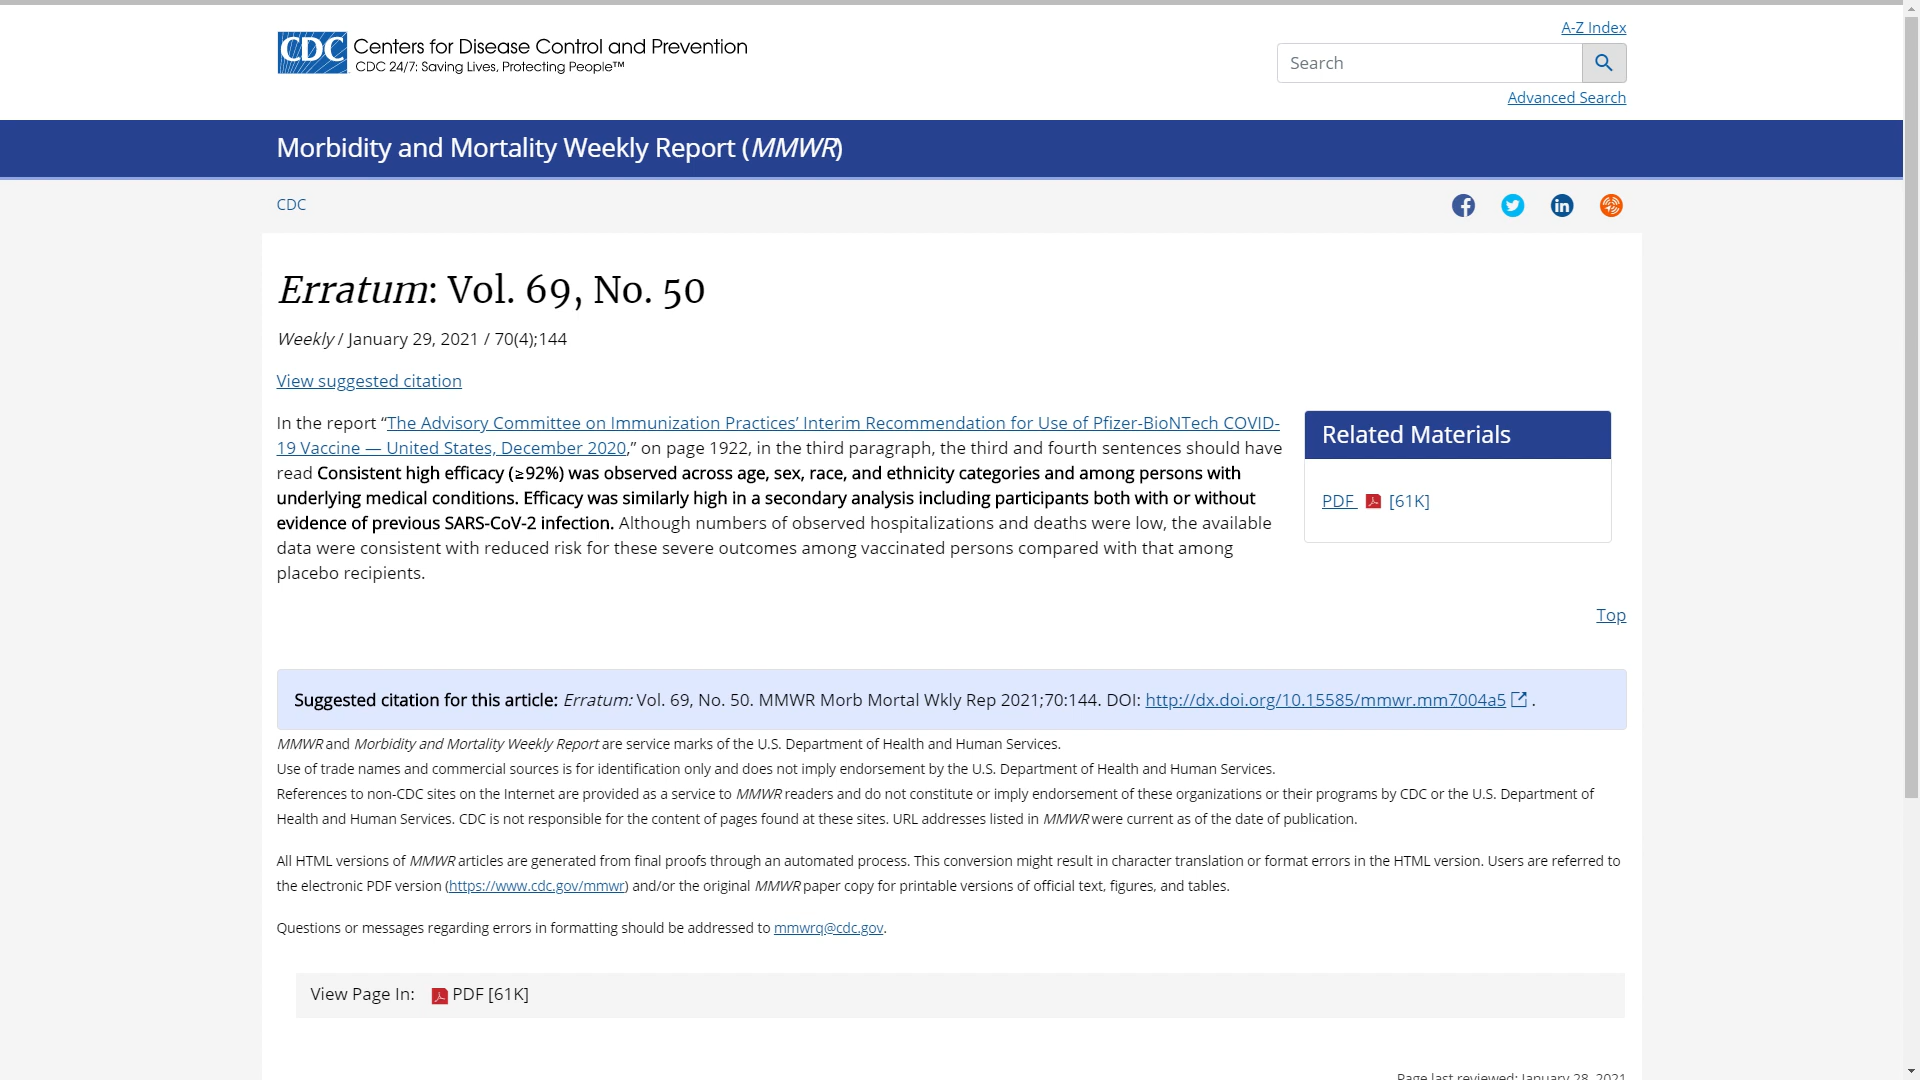 A-Z Index
CDC Centers for Disease Control and Prevention
CDC 24/7: Saving Lives, Protecting People™
Search
Advanced Search
Morbidity and Mortality Weekly Report (MMWR)
CDC
Erratum: Vol. 69, No. 50
Weekly / January 29, 2021 / 70(4);144
View suggested citation
In the report “The Advisory Committee on Immunization Practices’ Interim Recommendation for Use of Pfizer-BioNTech COVID-
19 Vaccine — United States, December 2020,” on page 1922, in the third paragraph, the third and fourth sentences should have
read Consistent high efficacy (≥92%) was observed across age, sex, race, and ethnicity categories and among persons with
underlying medical conditions. Efficacy was similarly high in a secondary analysis including participants both with or without
evidence of previous SARS-CoV-2 infection. Although numbers of observed hospitalizations and deaths were low, the available
data were consistent with reduced risk for these severe outcomes among vaccinated persons compared with that among
placebo recipients.
Related Materials
PDF [61K]
Top
Suggested citation for this article: Erratum: Vol. 69, No. 50. MMWR Morb Mortal Wkly Rep 2021;70:144. DOI: http://dx.doi.org/10.15585/mmwr.mm7004a5 .
MMWR and Morbidity and Mortality Weekly Report are service marks of the U.S. Department of Health and Human Services.
Use of trade names and commercial sources is for identification only and does not imply endorsement by the U.S. Department of Health and Human Services.
References to non-CDC sites on the Internet are provided as a service to MMWR readers and do not constitute or imply endorsement of these organizations or their programs by CDC or the U.S. Department of
Health and Human Services. CDC is not responsible for the content of pages found at these sites. URL addresses listed in MMWR were current as of the date of publication.
All HTML versions of MMWR articles are generated from final proofs through an automated process. This conversion might result in character translation or format errors in the HTML version. Users are referred to
the electronic PDF version (https://www.cdc.gov/mmwr) and/or the original MMWR paper copy for printable versions of official text, figures, and tables.
Questions or messages regarding errors in formatting should be addressed to mmwrq@cdc.gov.
View Page In: PDF [61K]
Page last reviewed: January 28, 2021